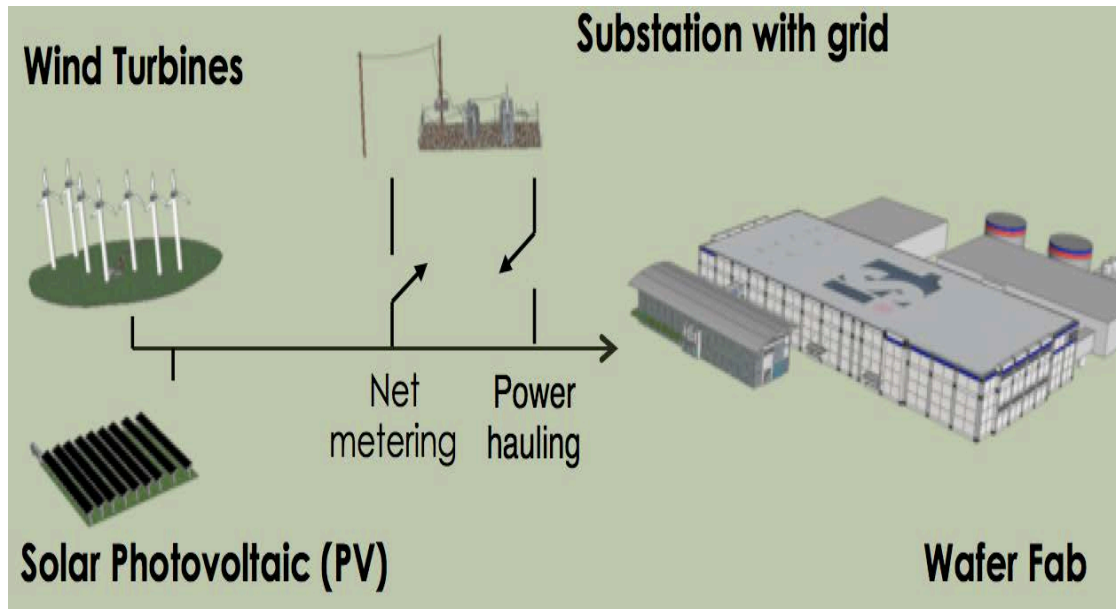 Wind Turbines
Substation with grid
Net
metering
Power
hauling
Solar Photovoltaic (PV)
Wafer Fab